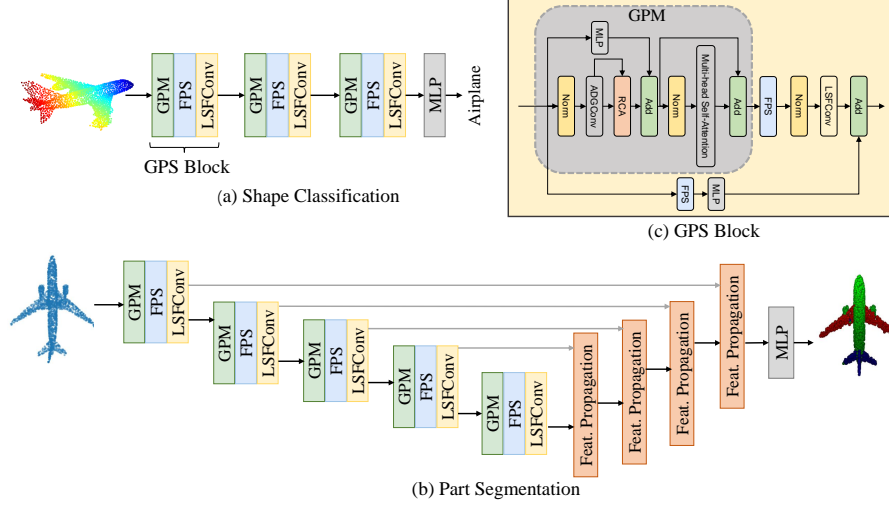 GPM
FPS
LSFConv
GPM
FPS
LSFConv
GPM
FPS
LSFConv
MLP
Airplane
GPS Block
(a) Shape Classification
GPM
MLP
Norm
ADGConv
RCA
Add
Norm
Multi-head Self-Attention
Add
FPS
Norm
LSFConv
Add
FPS
MLP
(c) GPS Block
GPM
FPS
LSFConv
GPM
FPS
LSFConv
GPM
FPS
LSFConv
GPM
FPS
LSFConv
GPM
FPS
LSFConv
Feat. Propagation
Feat. Propagation
Feat. Propagation
Feat. Propagation
MLP
(b) Part Segmentation